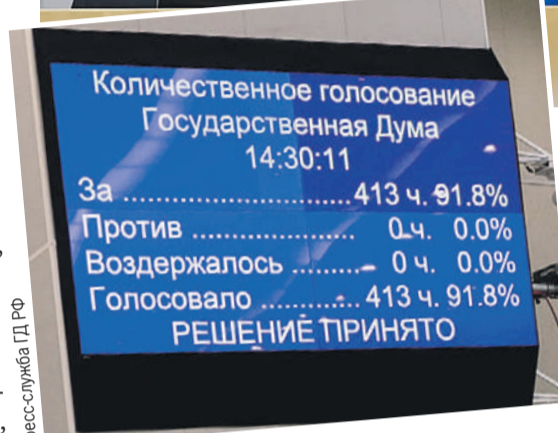 Количественное голосование
Государственная Дума
14:30:11
За ............................. 413 ч. 91.8%
Против .................... 0 ч. 0.0%
Воздержалось .......... 0 ч. 0.0%
Голосовало ............. 413 ч. 91.8%
РЕШЕНИЕ ПРИНЯТО
служба ГД РФ